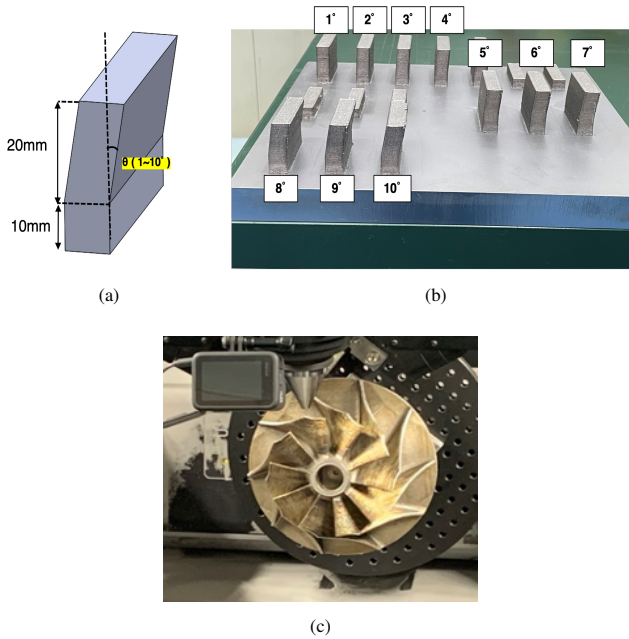 20mm
θ ( 1~10˚ )
10mm
(a)
1˚ 2˚ 3˚ 4˚
5˚ 6˚ 7˚
8˚ 9˚ 10˚
(b)
(c)